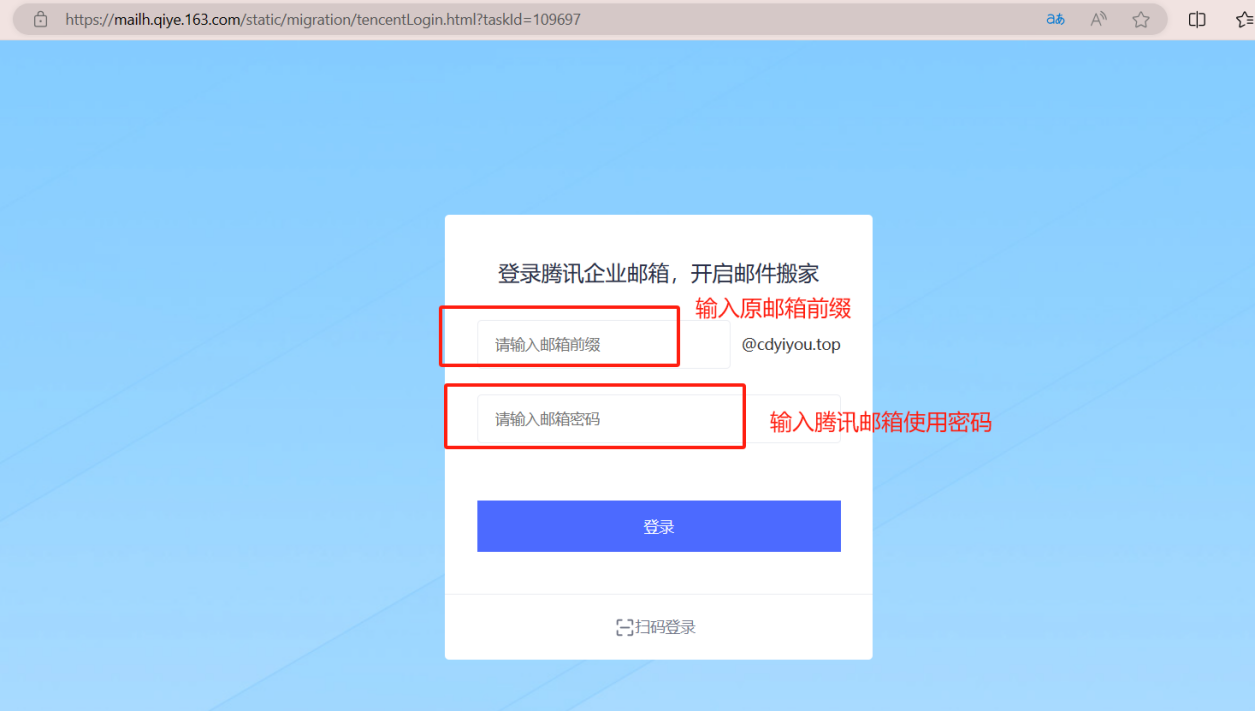 https://mailh.qiye.163.com/static/migration/tencentLogin.html?taskId=109697
登录腾讯企业邮箱，开启邮件搬家
输入原邮箱前缀
请输入邮箱前缀 @cdyiyou.top
请输入邮箱密码 输入腾讯邮箱使用密码
登录
扫码登录